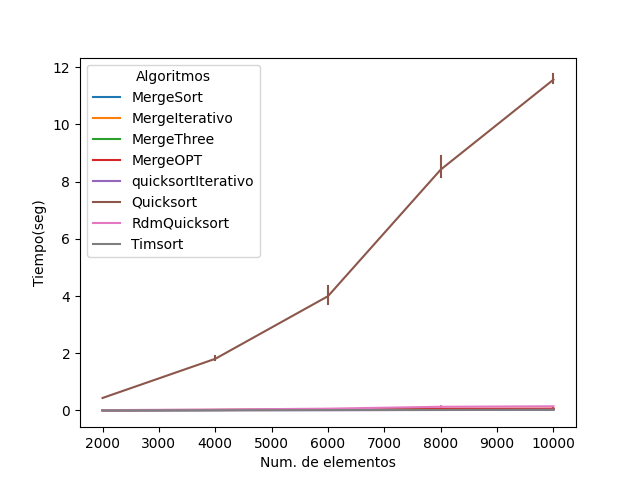 12
10
8
6
4
2
0
Tiempo(seg)
Algoritmos
MergeSort
MergeIterativo
MergeThree
MergeOPT
quicksortIterativo
Quicksort
RdmQuicksort
Timsort
2000 3000 4000 5000 6000 7000 8000 9000 10000
Num. de elementos